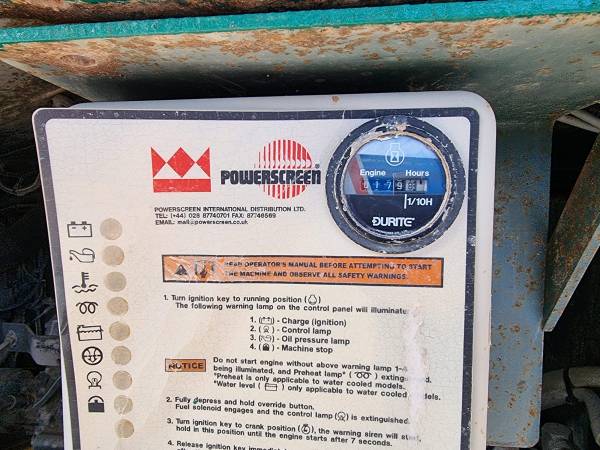 POWERSCREEN
POWERSCREEN INTERNATIONAL DISTRIBUTION LTD.
TEL: (+44) 028 87740701 FAX: 87746569
EMAIL: mail@powerscreen.co.uk
Engine Hours
1/10H
DURITE
READ OPERATOR'S MANUAL BEFORE ATTEMPTING TO START
THE MACHINE AND OBSERVE ALL SAFETY WARNINGS.
1. Turn ignition key to running position ( )
The following warning lamp on the control panel will illuminate
1. ( ) - Charge (ignition)
2. ( ) - Control lamp
3. ( ) - Oil pressure lamp
4. ( ) - Machine stop
NOTICE
Do not start engine without above warning lamp 1-4
being illuminated, and Preheat lamp* ( )
*Preheat is only applicable to water cooled models.
*Water level ( ) only applicable to water cooled models.
2. Fully depress and hold override button.
Fuel solenoid engages and the control lamp ( ) is extinguished.
3. Turn ignition key to crank position ( ), the warning siren will start,
hold in this position until the engine starts after 7 seconds.
4. Release ignition key